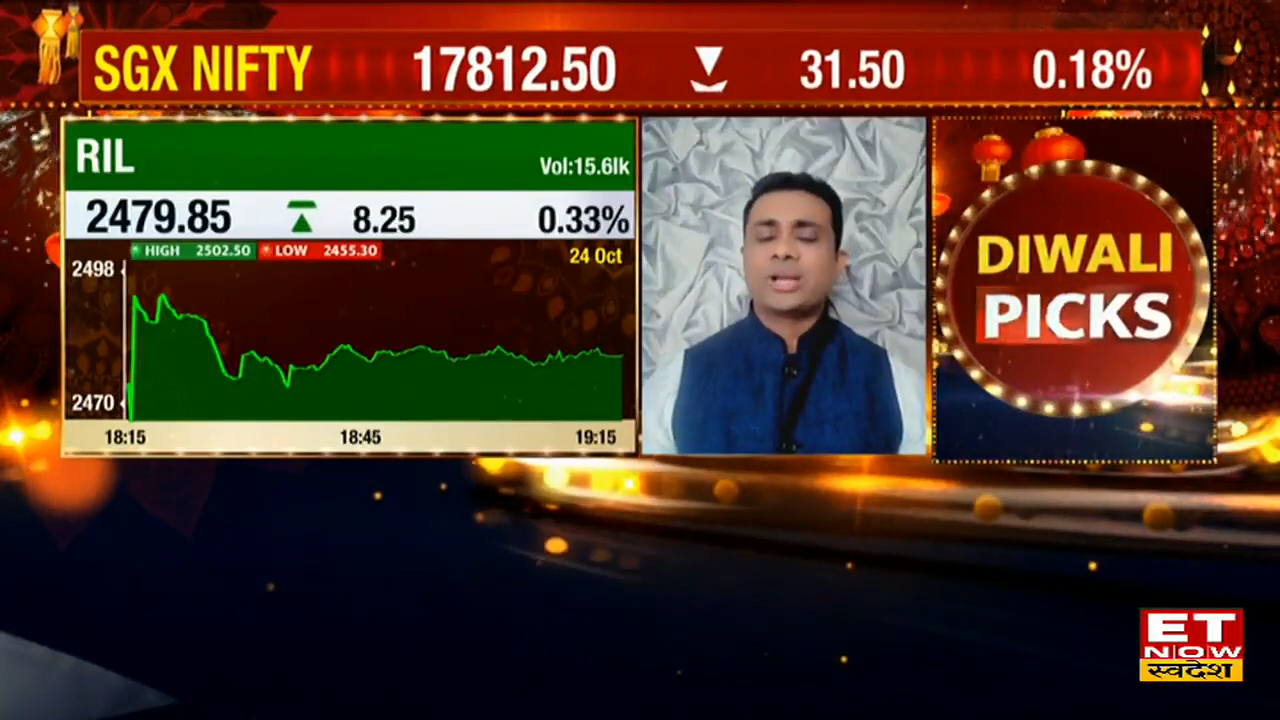 SGX NIFTY 17812.50 31.50 0.18%
RIL Vol:15.6lk
2479.85 8.25 0.33%
HIGH 2502.50 LOW 2455.30 24 Oct
2498
2470
18:15 18:45 19:15
DIWALI
PICKS
ET
NOW
स्वदेश